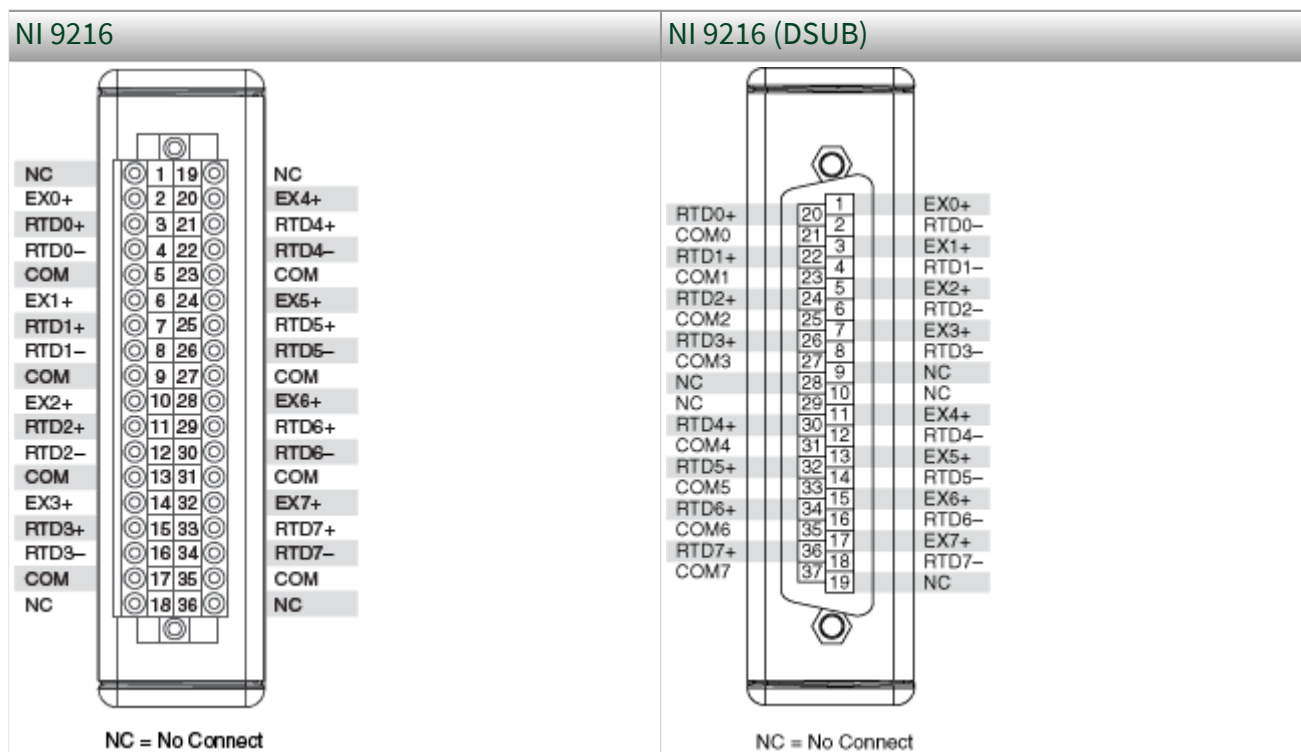 NI 9216
NI 9216 (DSUB)
NC 1 19 NC
EX0+ 2 20 EX4+
RTD0+ 3 21 RTD4+
RTD0– 4 22 RTD4–
COM 5 23 COM
EX1+ 6 24 EX5+
RTD1+ 7 25 RTD5+
RTD1– 8 26 RTD5–
COM 9 27 COM
EX2+ 10 28 EX6+
RTD2+ 11 29 RTD6+
RTD2– 12 30 RTD6–
COM 13 31 COM
EX3+ 14 32 EX7+
RTD3+ 15 33 RTD7+
RTD3– 16 34 RTD7–
COM 17 35 COM
NC 18 36 NC
NC = No Connect
1 EX0+
RTD0+ 20
2 RTD0–
COM0 21
3 EX1+
RTD1+ 22
4 RTD1–
COM1 23
5 EX2+
RTD2+ 24
6 RTD2–
COM2 25
7 EX3+
RTD3+ 26
8 RTD3–
COM3 27
9 NC
NC 28
10 NC
NC 29
11 EX4+
RTD4+ 30
12 RTD4–
COM4 31
13 EX5+
RTD5+ 32
14 RTD5–
COM5 33
15 EX6+
RTD6+ 34
16 RTD6–
COM6 35
17 EX7+
RTD7+ 36
18 RTD7–
COM7 37
19 NC
NC = No Connect